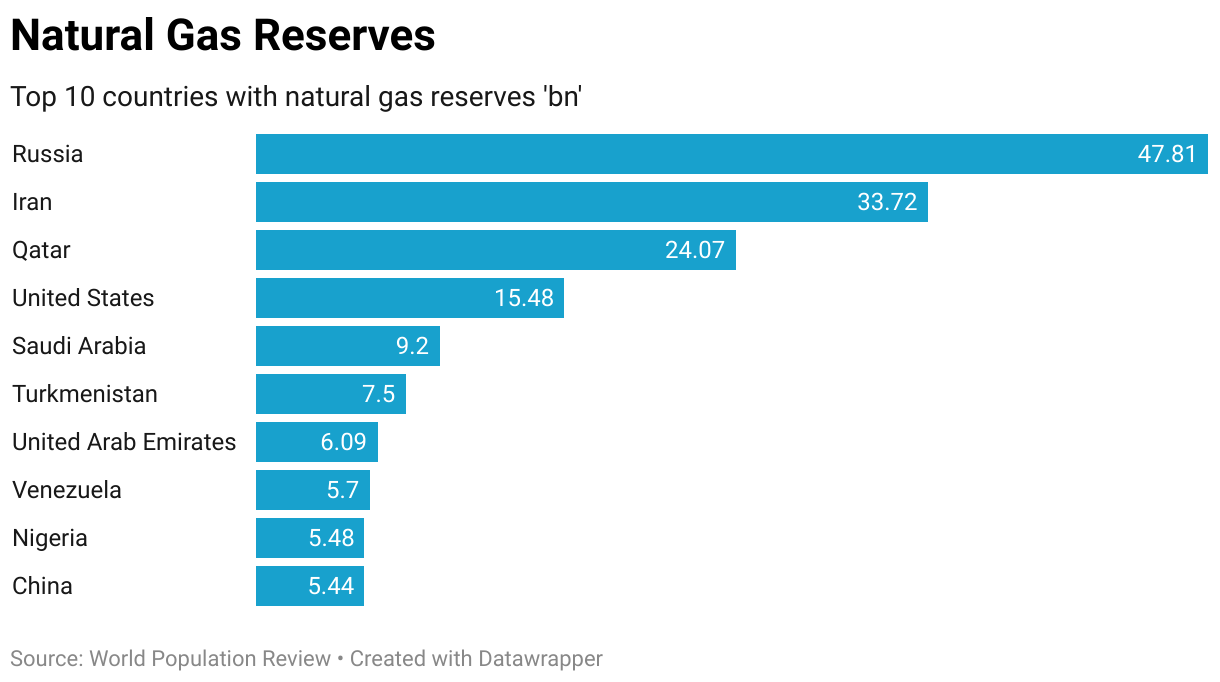 Natural Gas Reserves
Top 10 countries with natural gas reserves 'bn'
Russia 47.81
Iran 33.72
Qatar 24.07
United States 15.48
Saudi Arabia 9.2
Turkmenistan 7.5
United Arab Emirates 6.09
Venezuela 5.7
Nigeria 5.48
China 5.44
Source: World Population Review • Created with Datawrapper